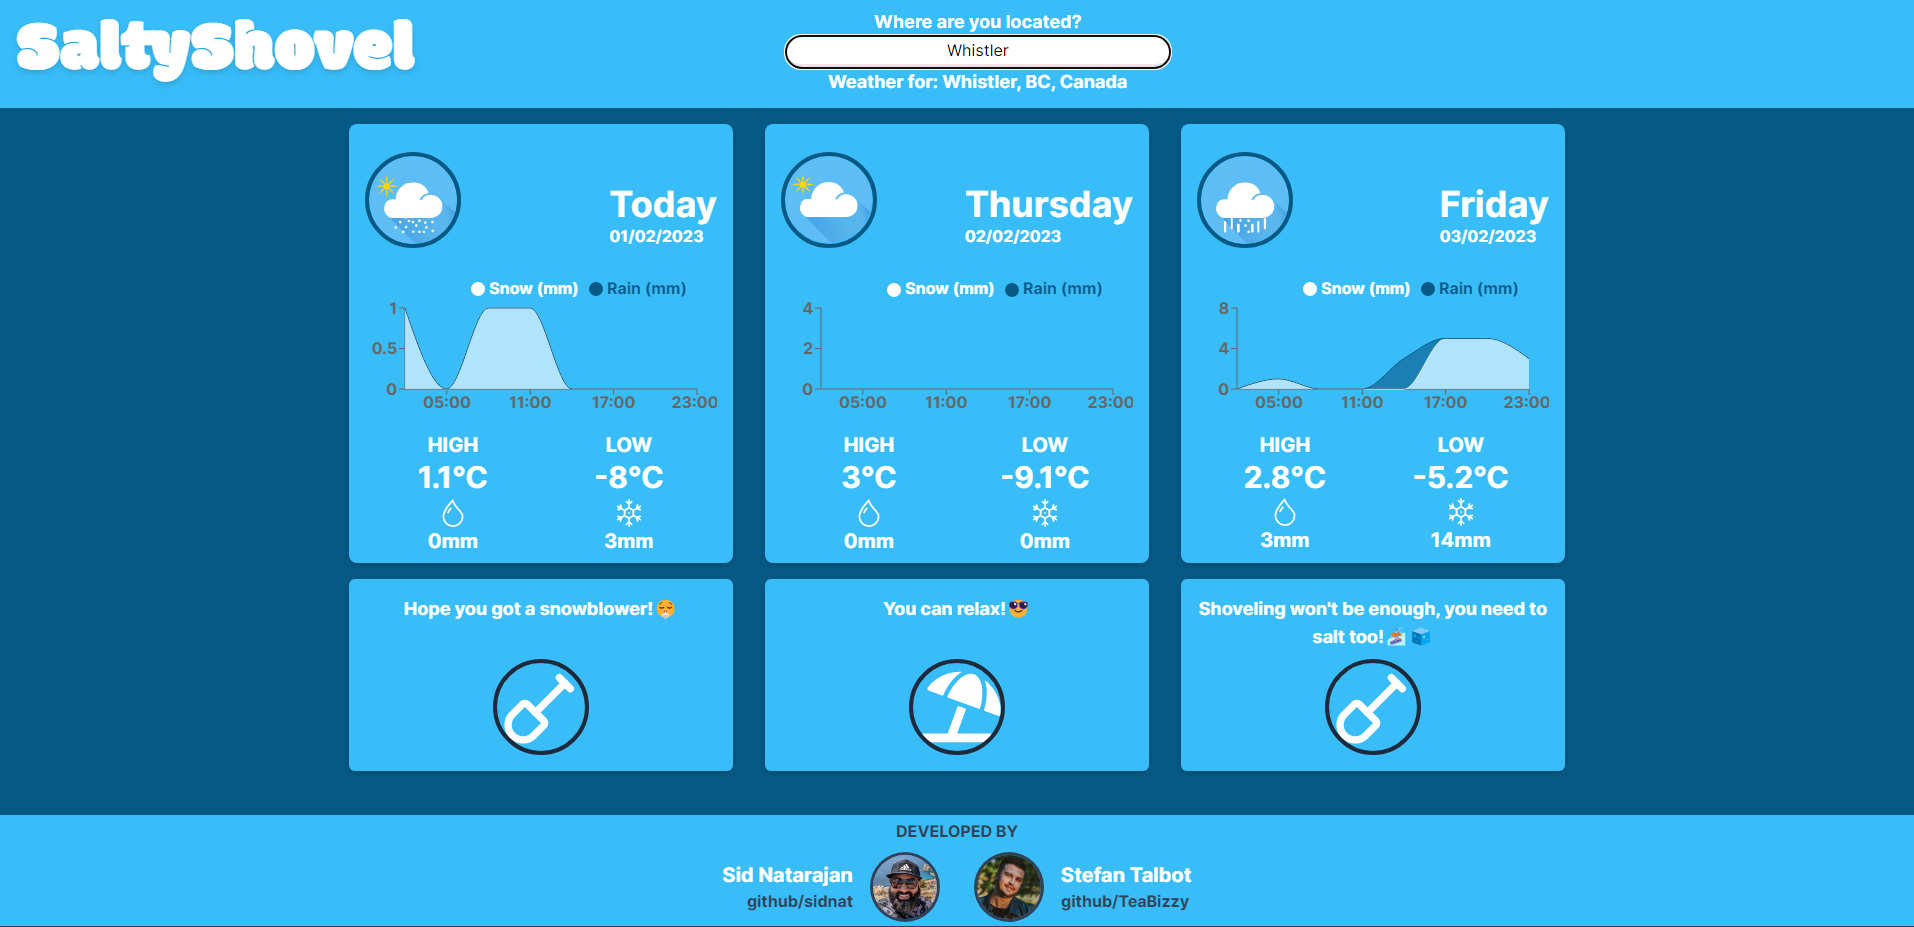 SaltyShovel
Where are you located?
Whistler
Weather for: Whistler, BC, Canada
Today
01/02/2023
Snow (mm) Rain (mm)
1
0.5
0
05:00 11:00 17:00 23:00
HIGH LOW
1.1°C -8°C
0mm 3mm
Hope you got a snowblower!😤
Thursday
02/02/2023
Snow (mm) Rain (mm)
4
2
0
05:00 11:00 17:00 23:00
HIGH LOW
3°C -9.1°C
0mm 0mm
You can relax!😎
Friday
03/02/2023
Snow (mm) Rain (mm)
8
4
0
05:00 11:00 17:00 23:00
HIGH LOW
2.8°C -5.2°C
3mm 14mm
Shoveling won't be enough, you need to
salt too!🏂🧊
DEVELOPED BY
Sid Natarajan
github/sidnat
Stefan Talbot
github/TeaBizzy